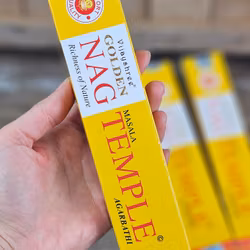 Vijayshree®
GOLDEN
NAG
Richness of Nature
MASALA
TEMPLE
AGARBATHI
©